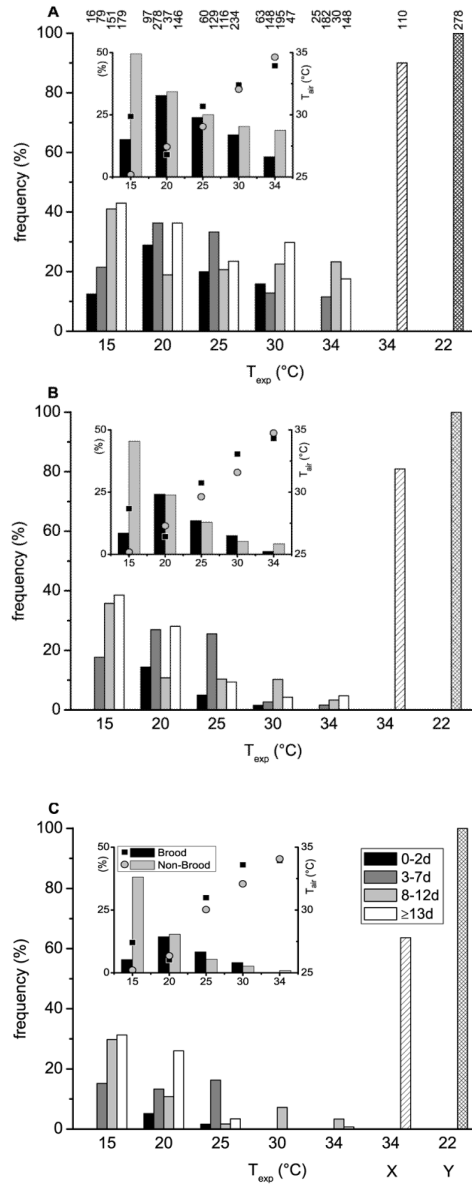 A
16 79 151 179 97 278 37 146 60 129 116 234 63 148 195 47 25 182 30 148 110 278
100
80
60
40
20
0
frequency (%)
(%)
50
25
0
35
30
25
Tair (°C)
15 20 25 30 34
15 20 25 30 34 34 22
Texp (°C)
B
100
80
60
40
20
0
frequency (%)
(%)
50
25
0
35
30
25
Tair (°C)
15 20 25 30 34
15 20 25 30 34 34 22
Texp (°C)
C
100
80
60
40
20
0
frequency (%)
(%)
50
25
0
35
30
25
Tair (°C)
Brood
Non-Brood
15 20 25 30 34
0-2d
3-7d
8-12d
≥13d
15 20 25 30 34 34 22
Texp (°C) X Y